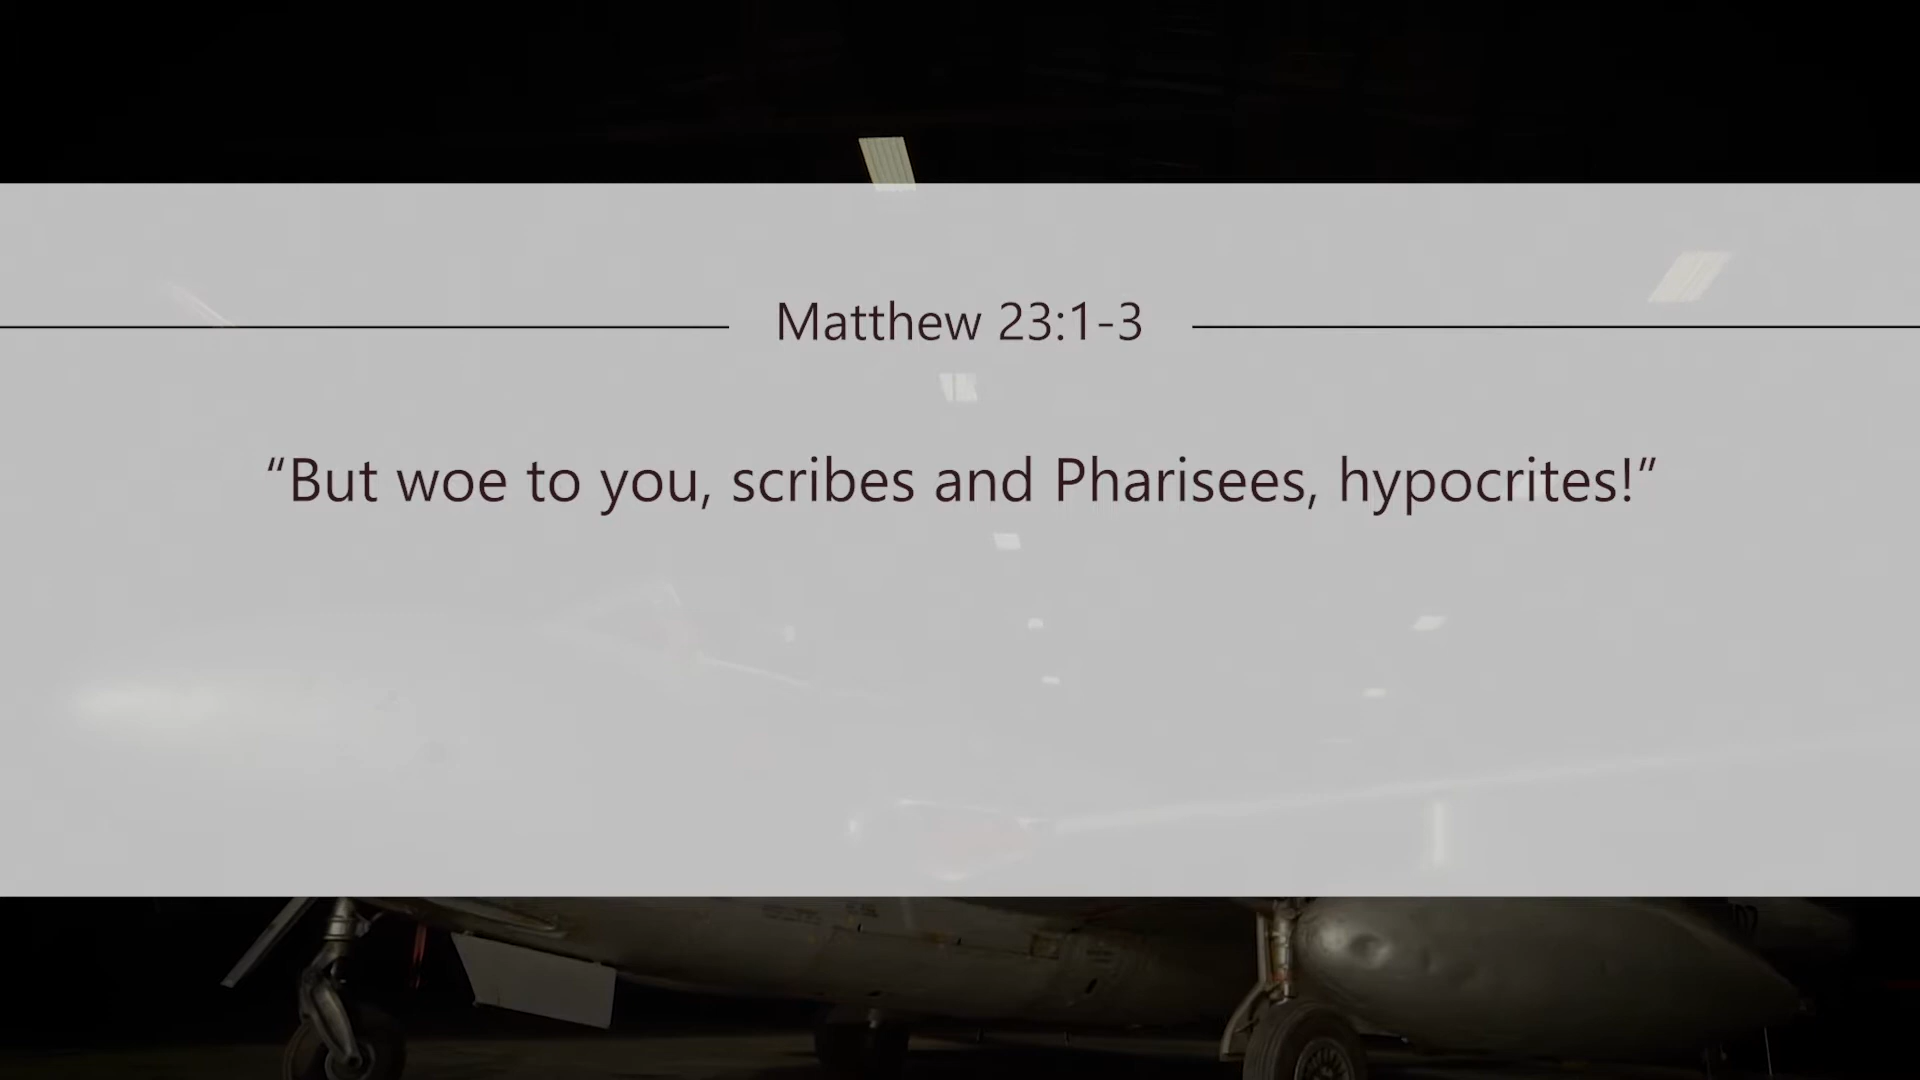 Matthew 23:1-3
“But woe to you, scribes and Pharisees, hypocrites!”